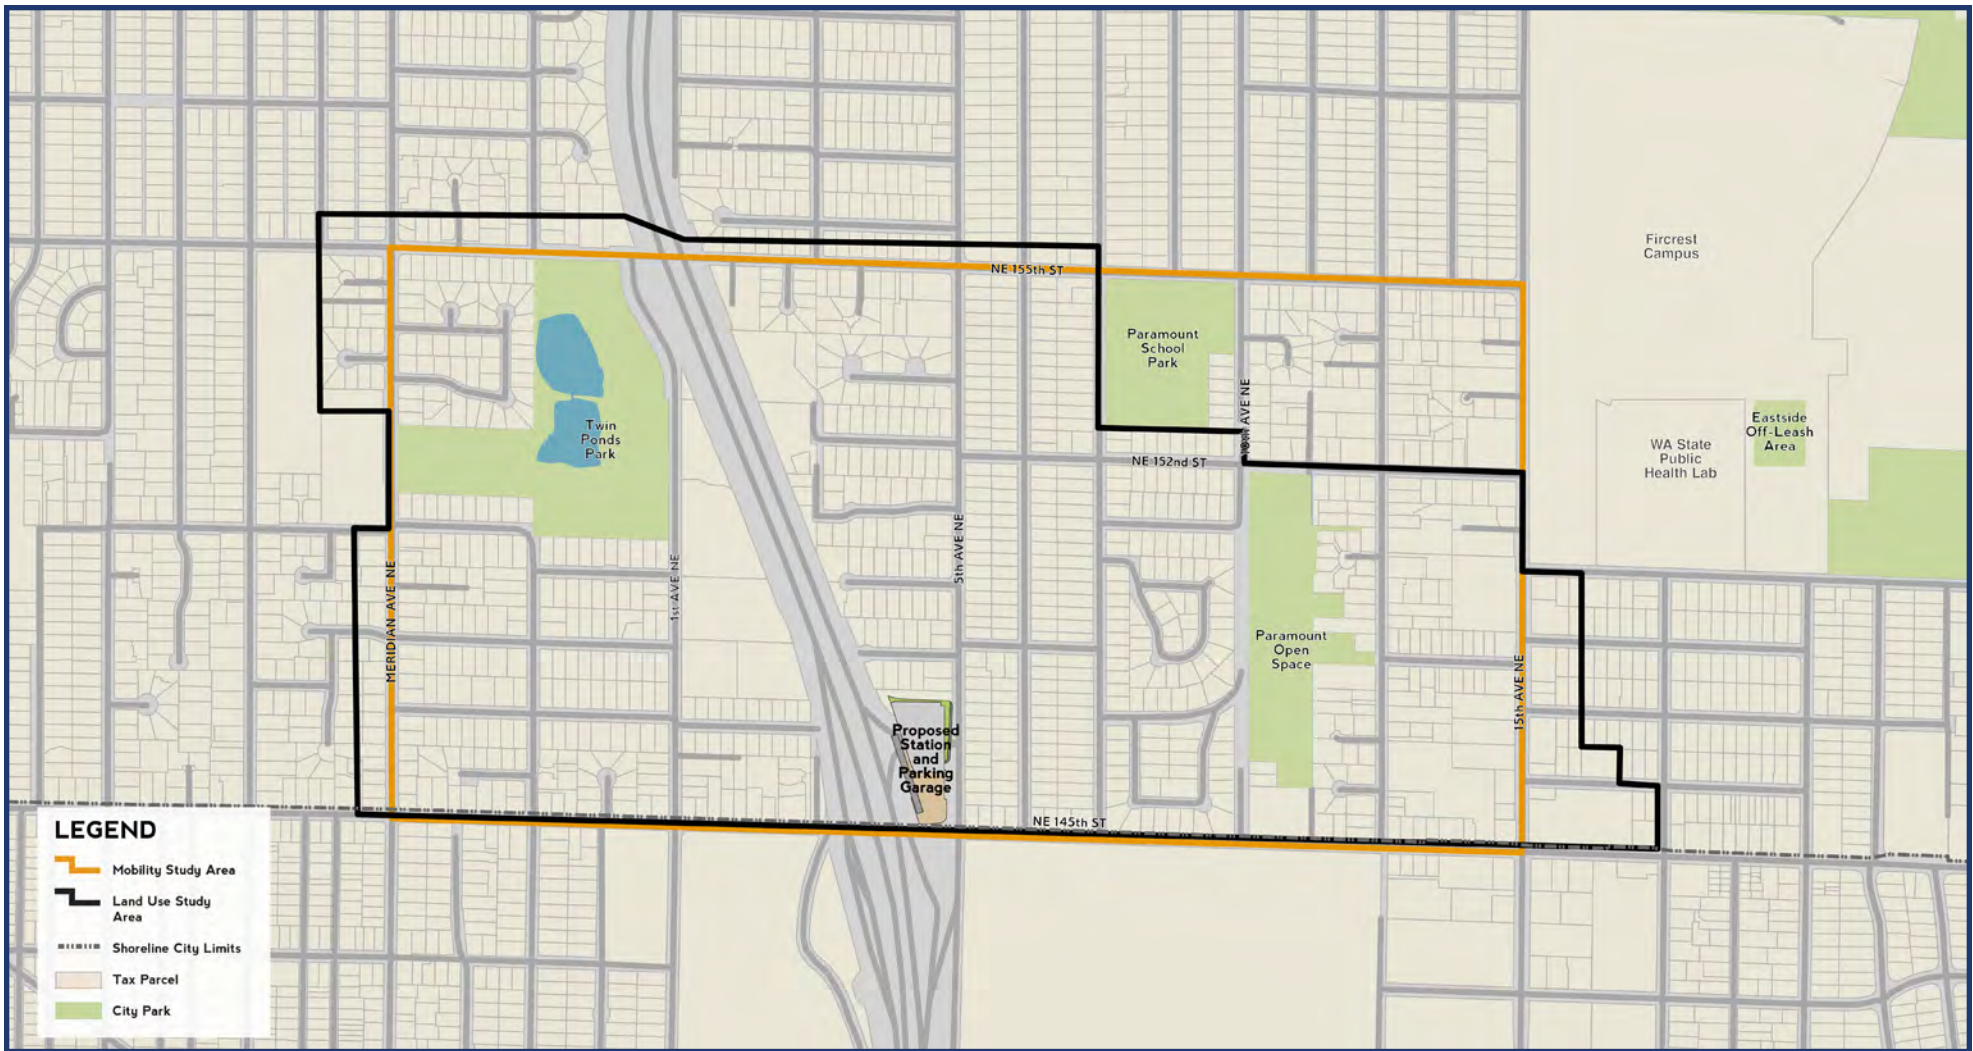 Fircrest
Campus
NE 155th ST
Paramount
School
Park
Twin
Ponds
Park
10th AVE NE
Eastside
Off-Leash
Area
WA State
Public
Health Lab
NE 152nd ST
5th AVE NE
1st AVE NE
MERIDIAN AVE NE
Paramount
Open
Space
15th AVE NE
Proposed
Station
and
Parking
Garage
NE 145th ST
LEGEND
Mobility Study Area
Land Use Study
Area
Shoreline City Limits
Tax Parcel
City Park